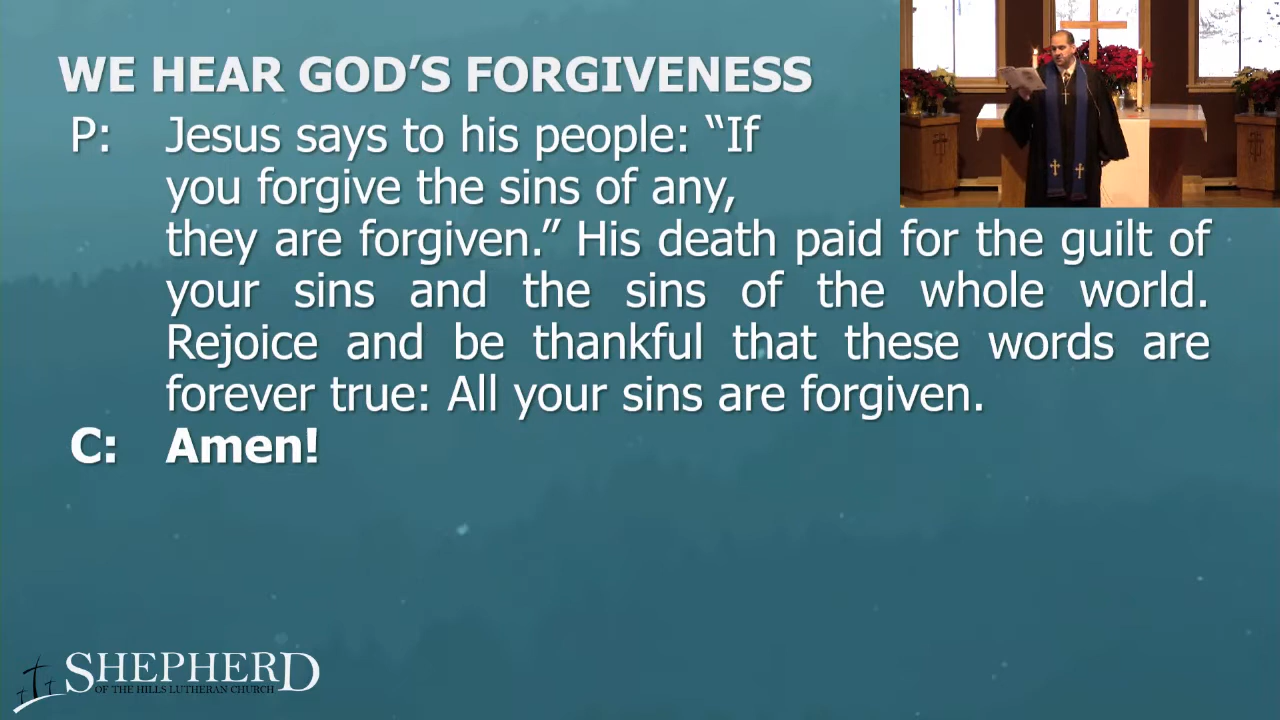 WE HEAR GOD’S FORGIVENESS
P: Jesus says to his people: “If
you forgive the sins of any,
they are forgiven.” His death paid for the guilt of
your sins and the sins of the whole world.
Rejoice and be thankful that these words are
forever true: All your sins are forgiven.
C: Amen!
SHEPHERD
OF THE HILLS LUTHERAN CHURCH